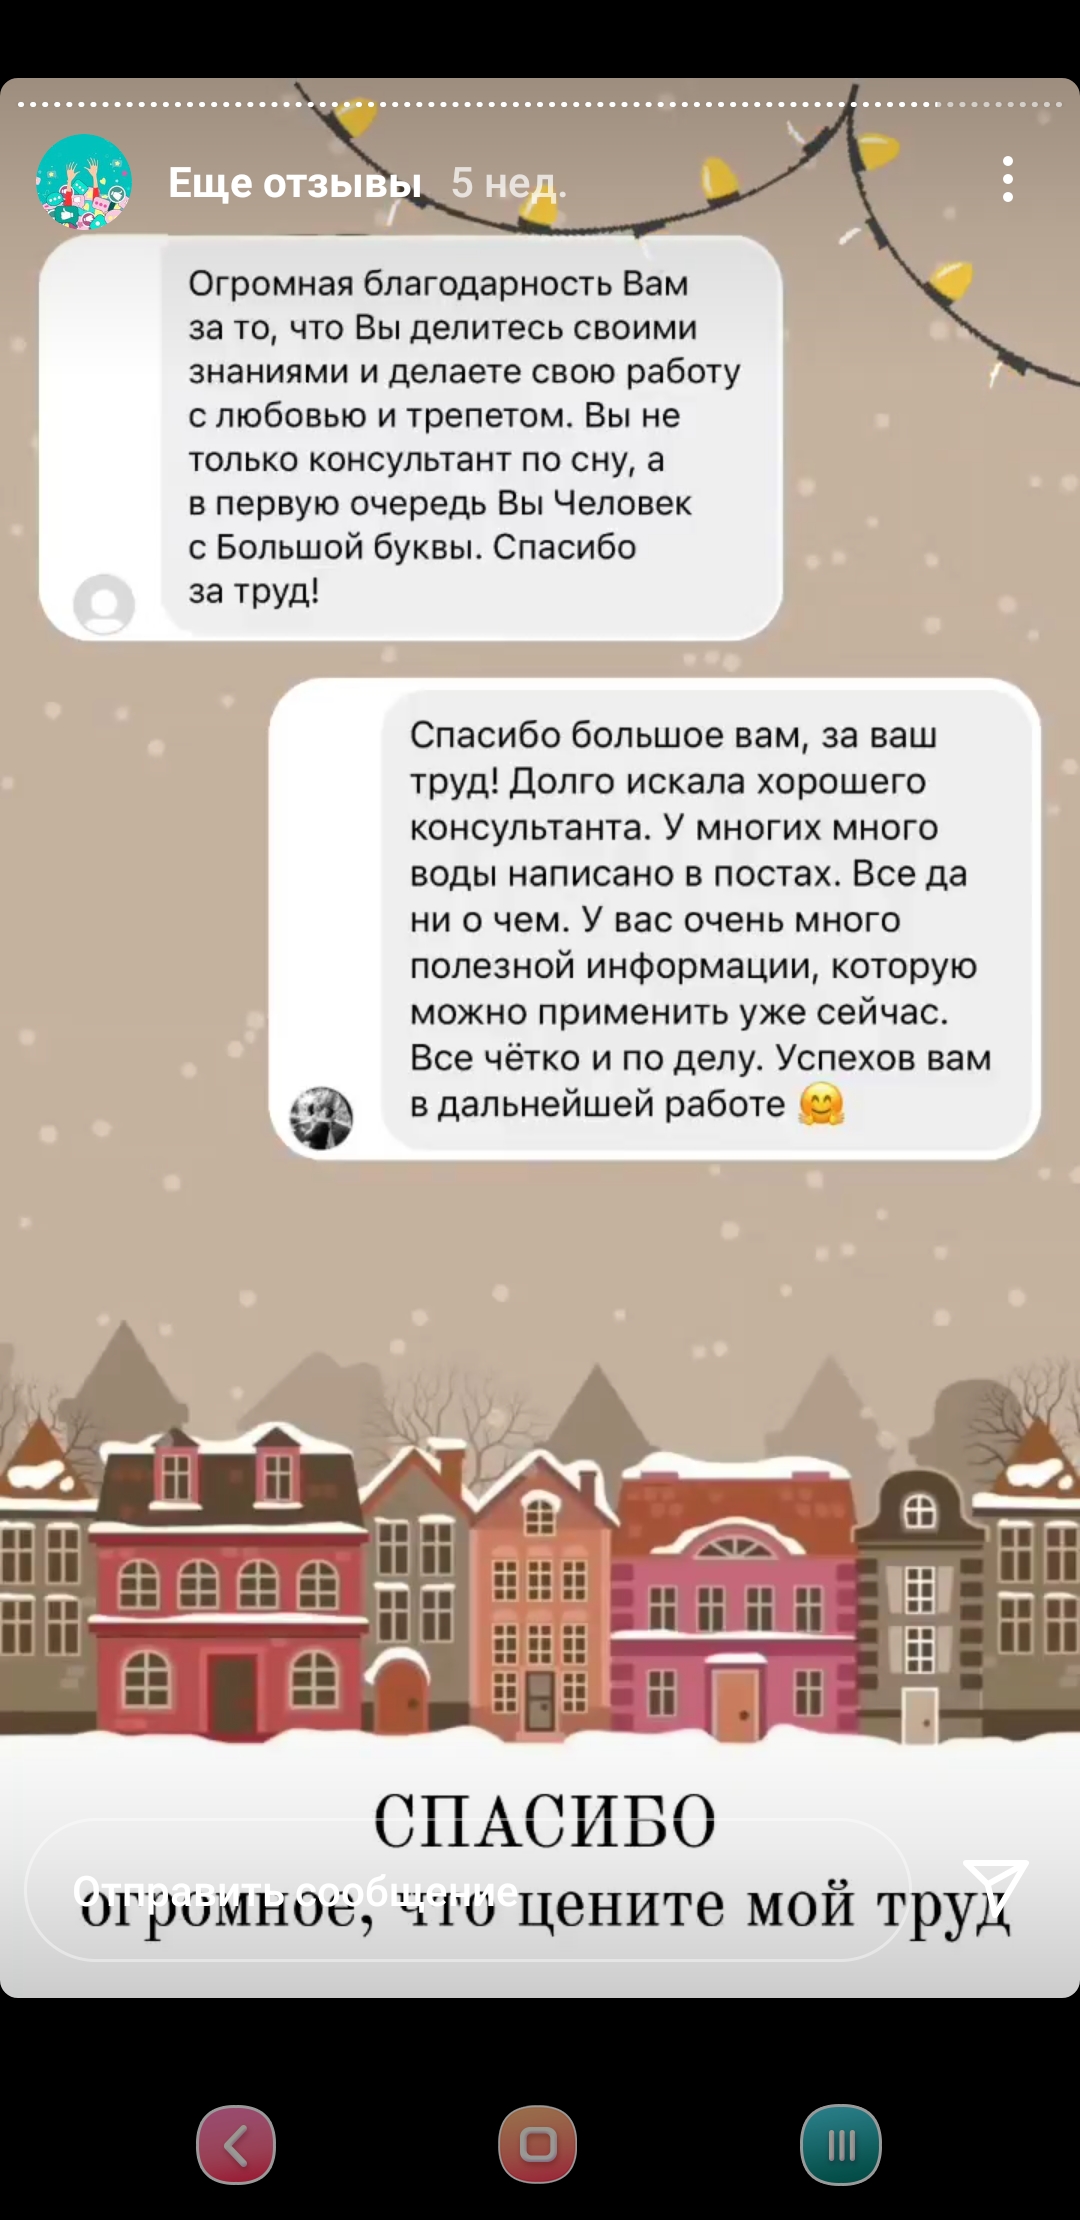 Еще отзывы 5 нед.
Огромная благодарность Вам
за то, что Вы делитесь своими
знаниями и делаете свою работу
с любовью и трепетом. Вы не
только консультант по сну, а
в первую очередь Вы Человек
с Большой буквы. Спасибо
за труд!
Спасибо большое вам, за ваш
труд! Долго искала хорошего
консультанта. У многих много
воды написано в постах. Все да
ни о чем. У вас очень много
полезной информации, которую
можно применить уже сейчас.
Все чётко и по делу. Успехов вам
в дальнейшей работе 🤗
СПАСИБО
Отправить сообщение
огромное, что цените мой труд